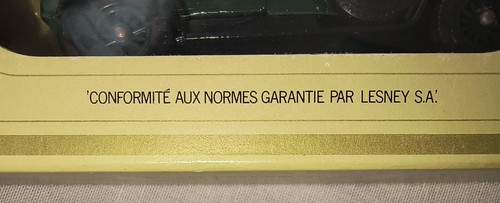 'CONFORMITÉ AUX NORMES GARANTIE PAR LESNEY S.A.'